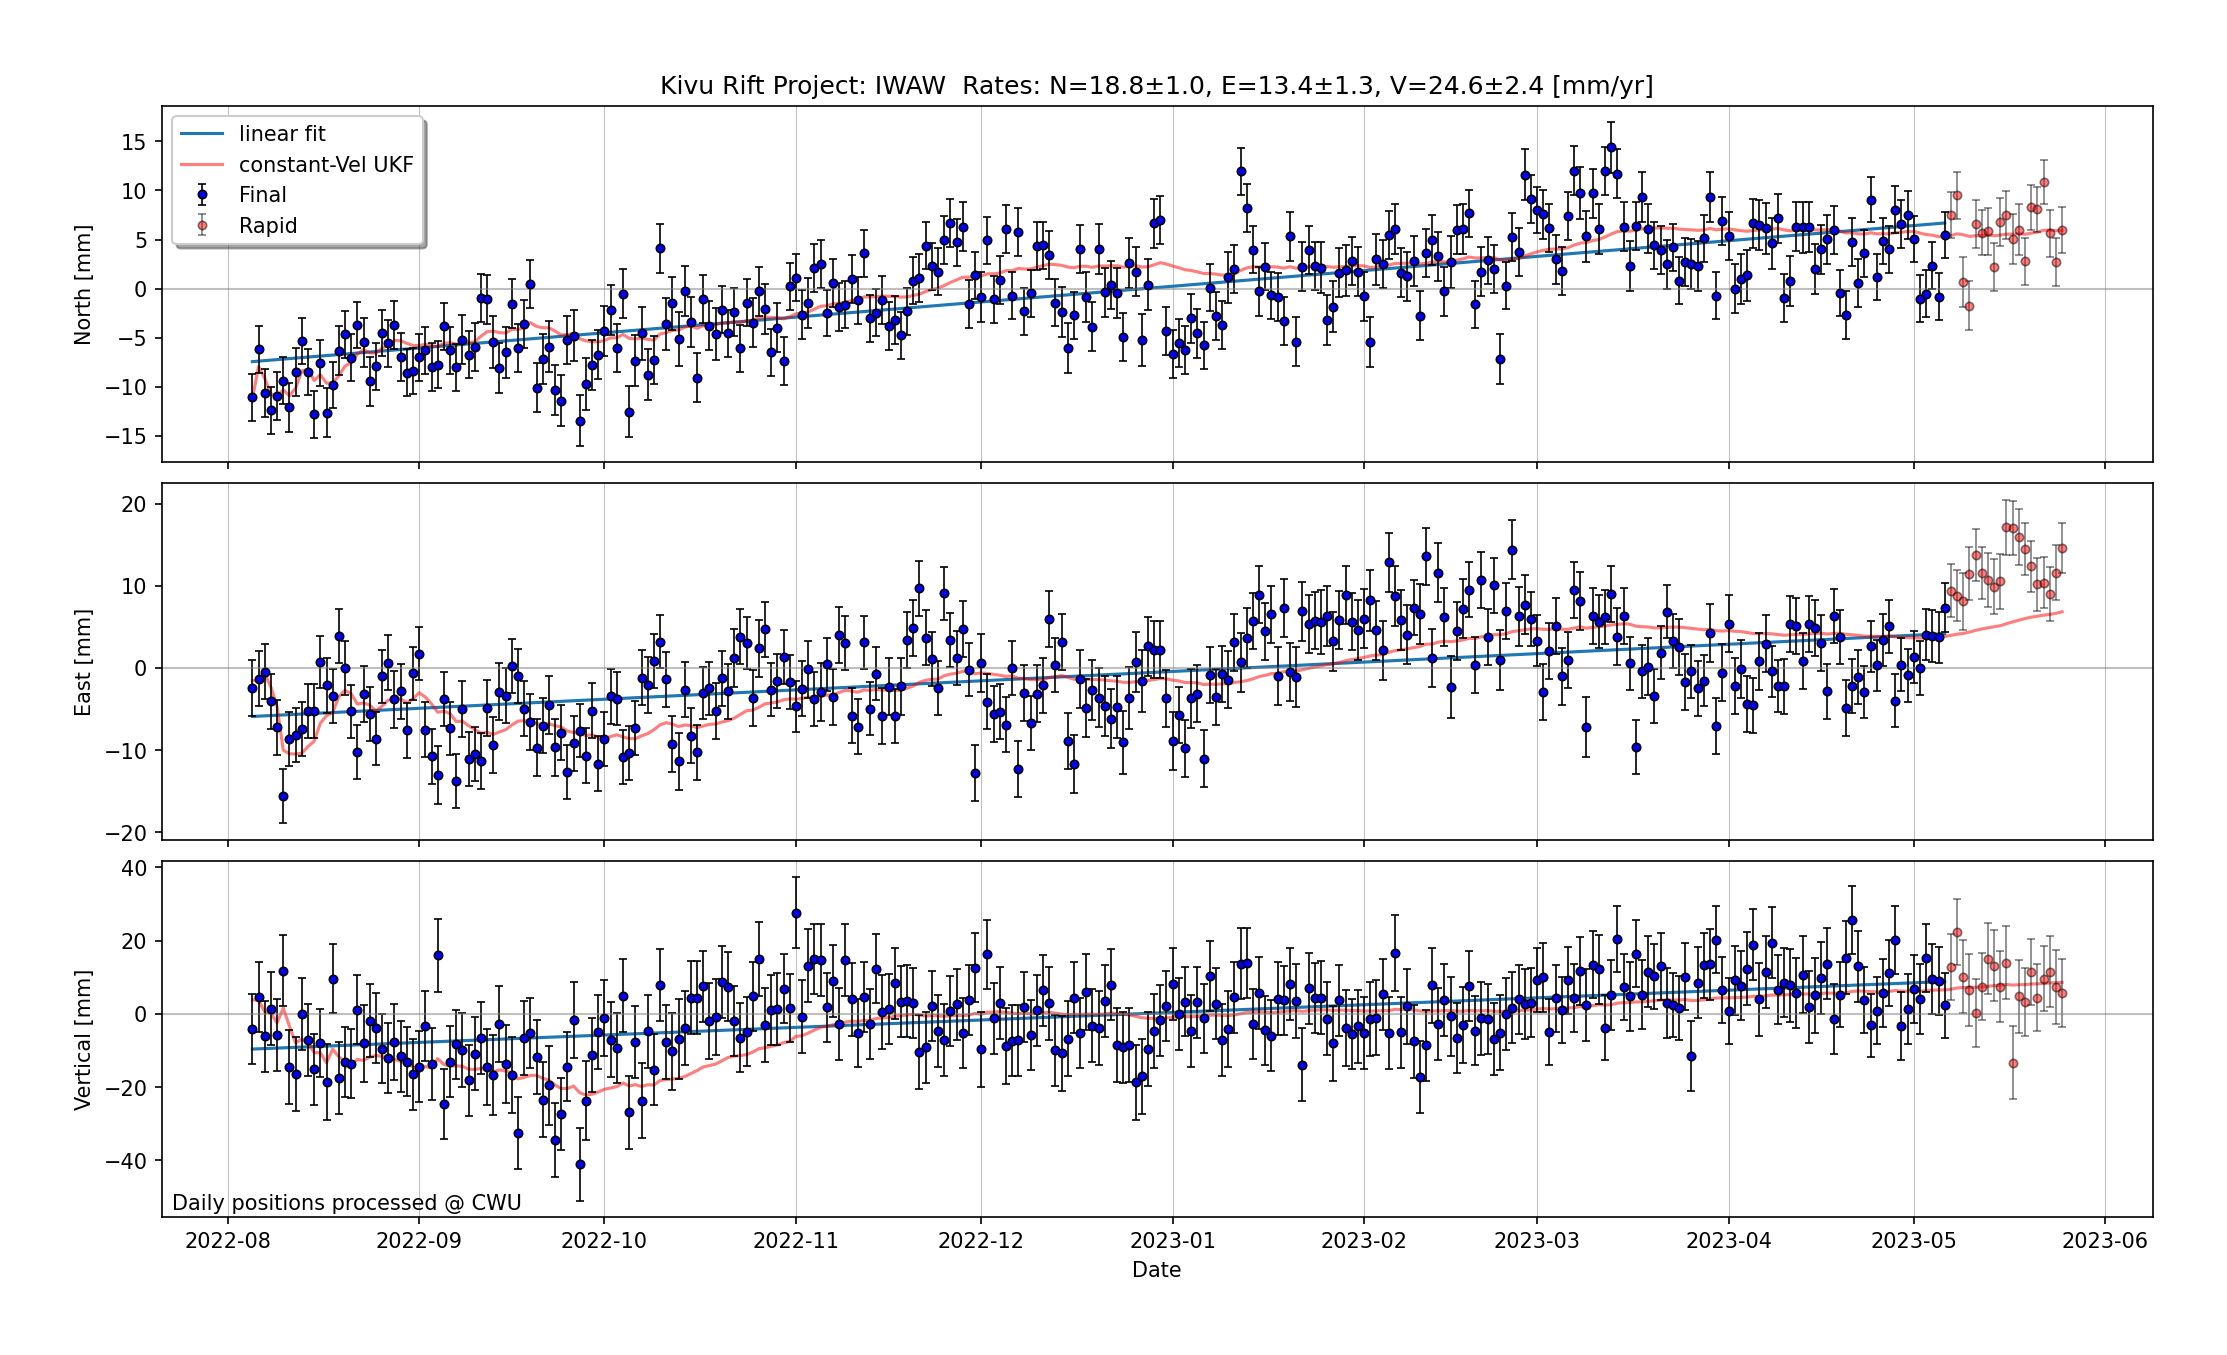 Kivu Rift Project: IWAW  Rates: N=18.8±1.0, E=13.4±1.3, V=24.6±2.4 [mm/yr]
linear fit
constant-Vel UKF
Final
Rapid
North [mm]
15
10
5
0
−5
−10
−15
East [mm]
20
10
0
−10
−20
Vertical [mm]
40
20
0
−20
−40
Daily positions processed @ CWU
2022-08 2022-09 2022-10 2022-11 2022-12 2023-01 2023-02 2023-03 2023-04 2023-05 2023-06
Date